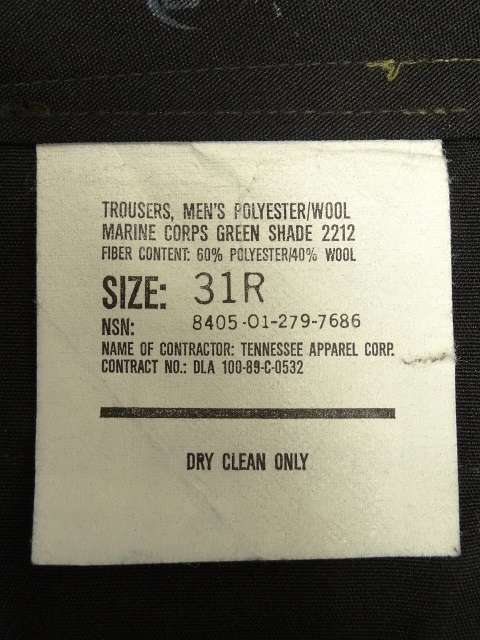 TROUSERS, MEN'S POLYESTER/WOOL
MARINE CORPS GREEN SHADE 2212
FIBER CONTENT: 60% POLYESTER/40% WOOL
SIZE: 31R
NSN: 8405-01-279-7686
NAME OF CONTRACTOR: TENNESSEE APPAREL CORP.
CONTRACT NO.: DLA 100-89-C-0532
DRY CLEAN ONLY